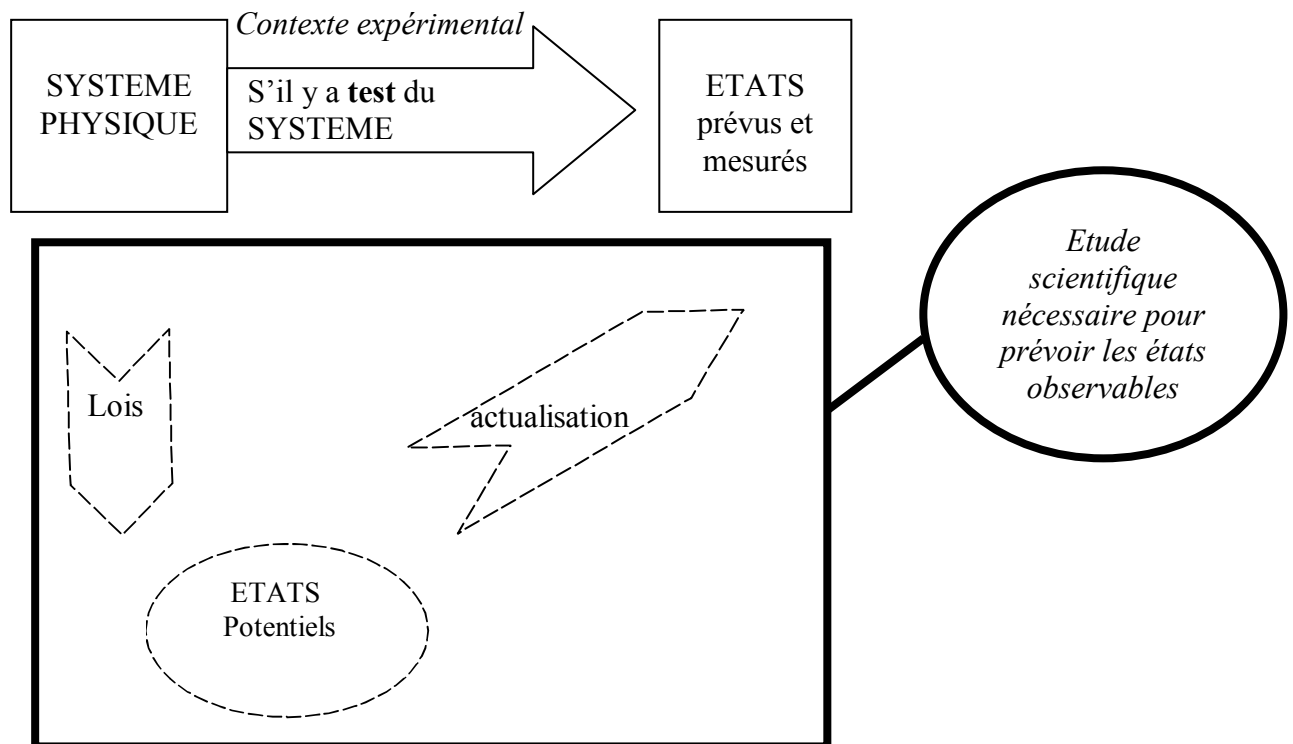 Contexte expérimental
SYSTEME
PHYSIQUE
S’il y a test du
SYSTEME
ETATS
prévus et
mesurés
Etude
scientifique
nécessaire pour
prévoir les états
observables
Lois
actualisation
ETATS
Potentiels